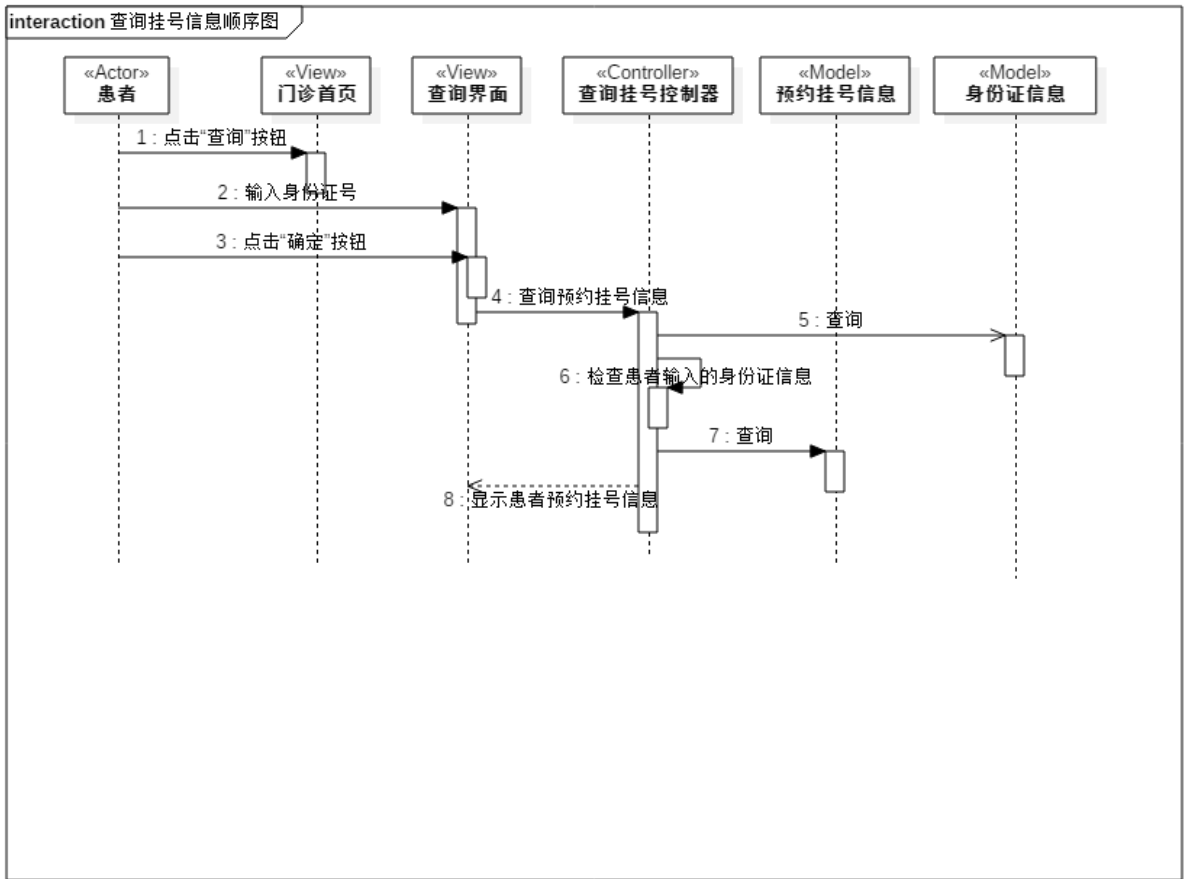 interaction 查询挂号信息顺序图
«Actor»
患者
«View»
门诊首页
«View»
查询界面
«Controller»
查询挂号控制器
«Model»
预约挂号信息
«Model»
身份证信息
1 : 点击“查询”按钮
2 : 输入身份证号
3 : 点击“确定”按钮
4 : 查询预约挂号信息
5 : 查询
6 : 检查患者输入的身份证信息
7 : 查询
8 : 显示患者预约挂号信息